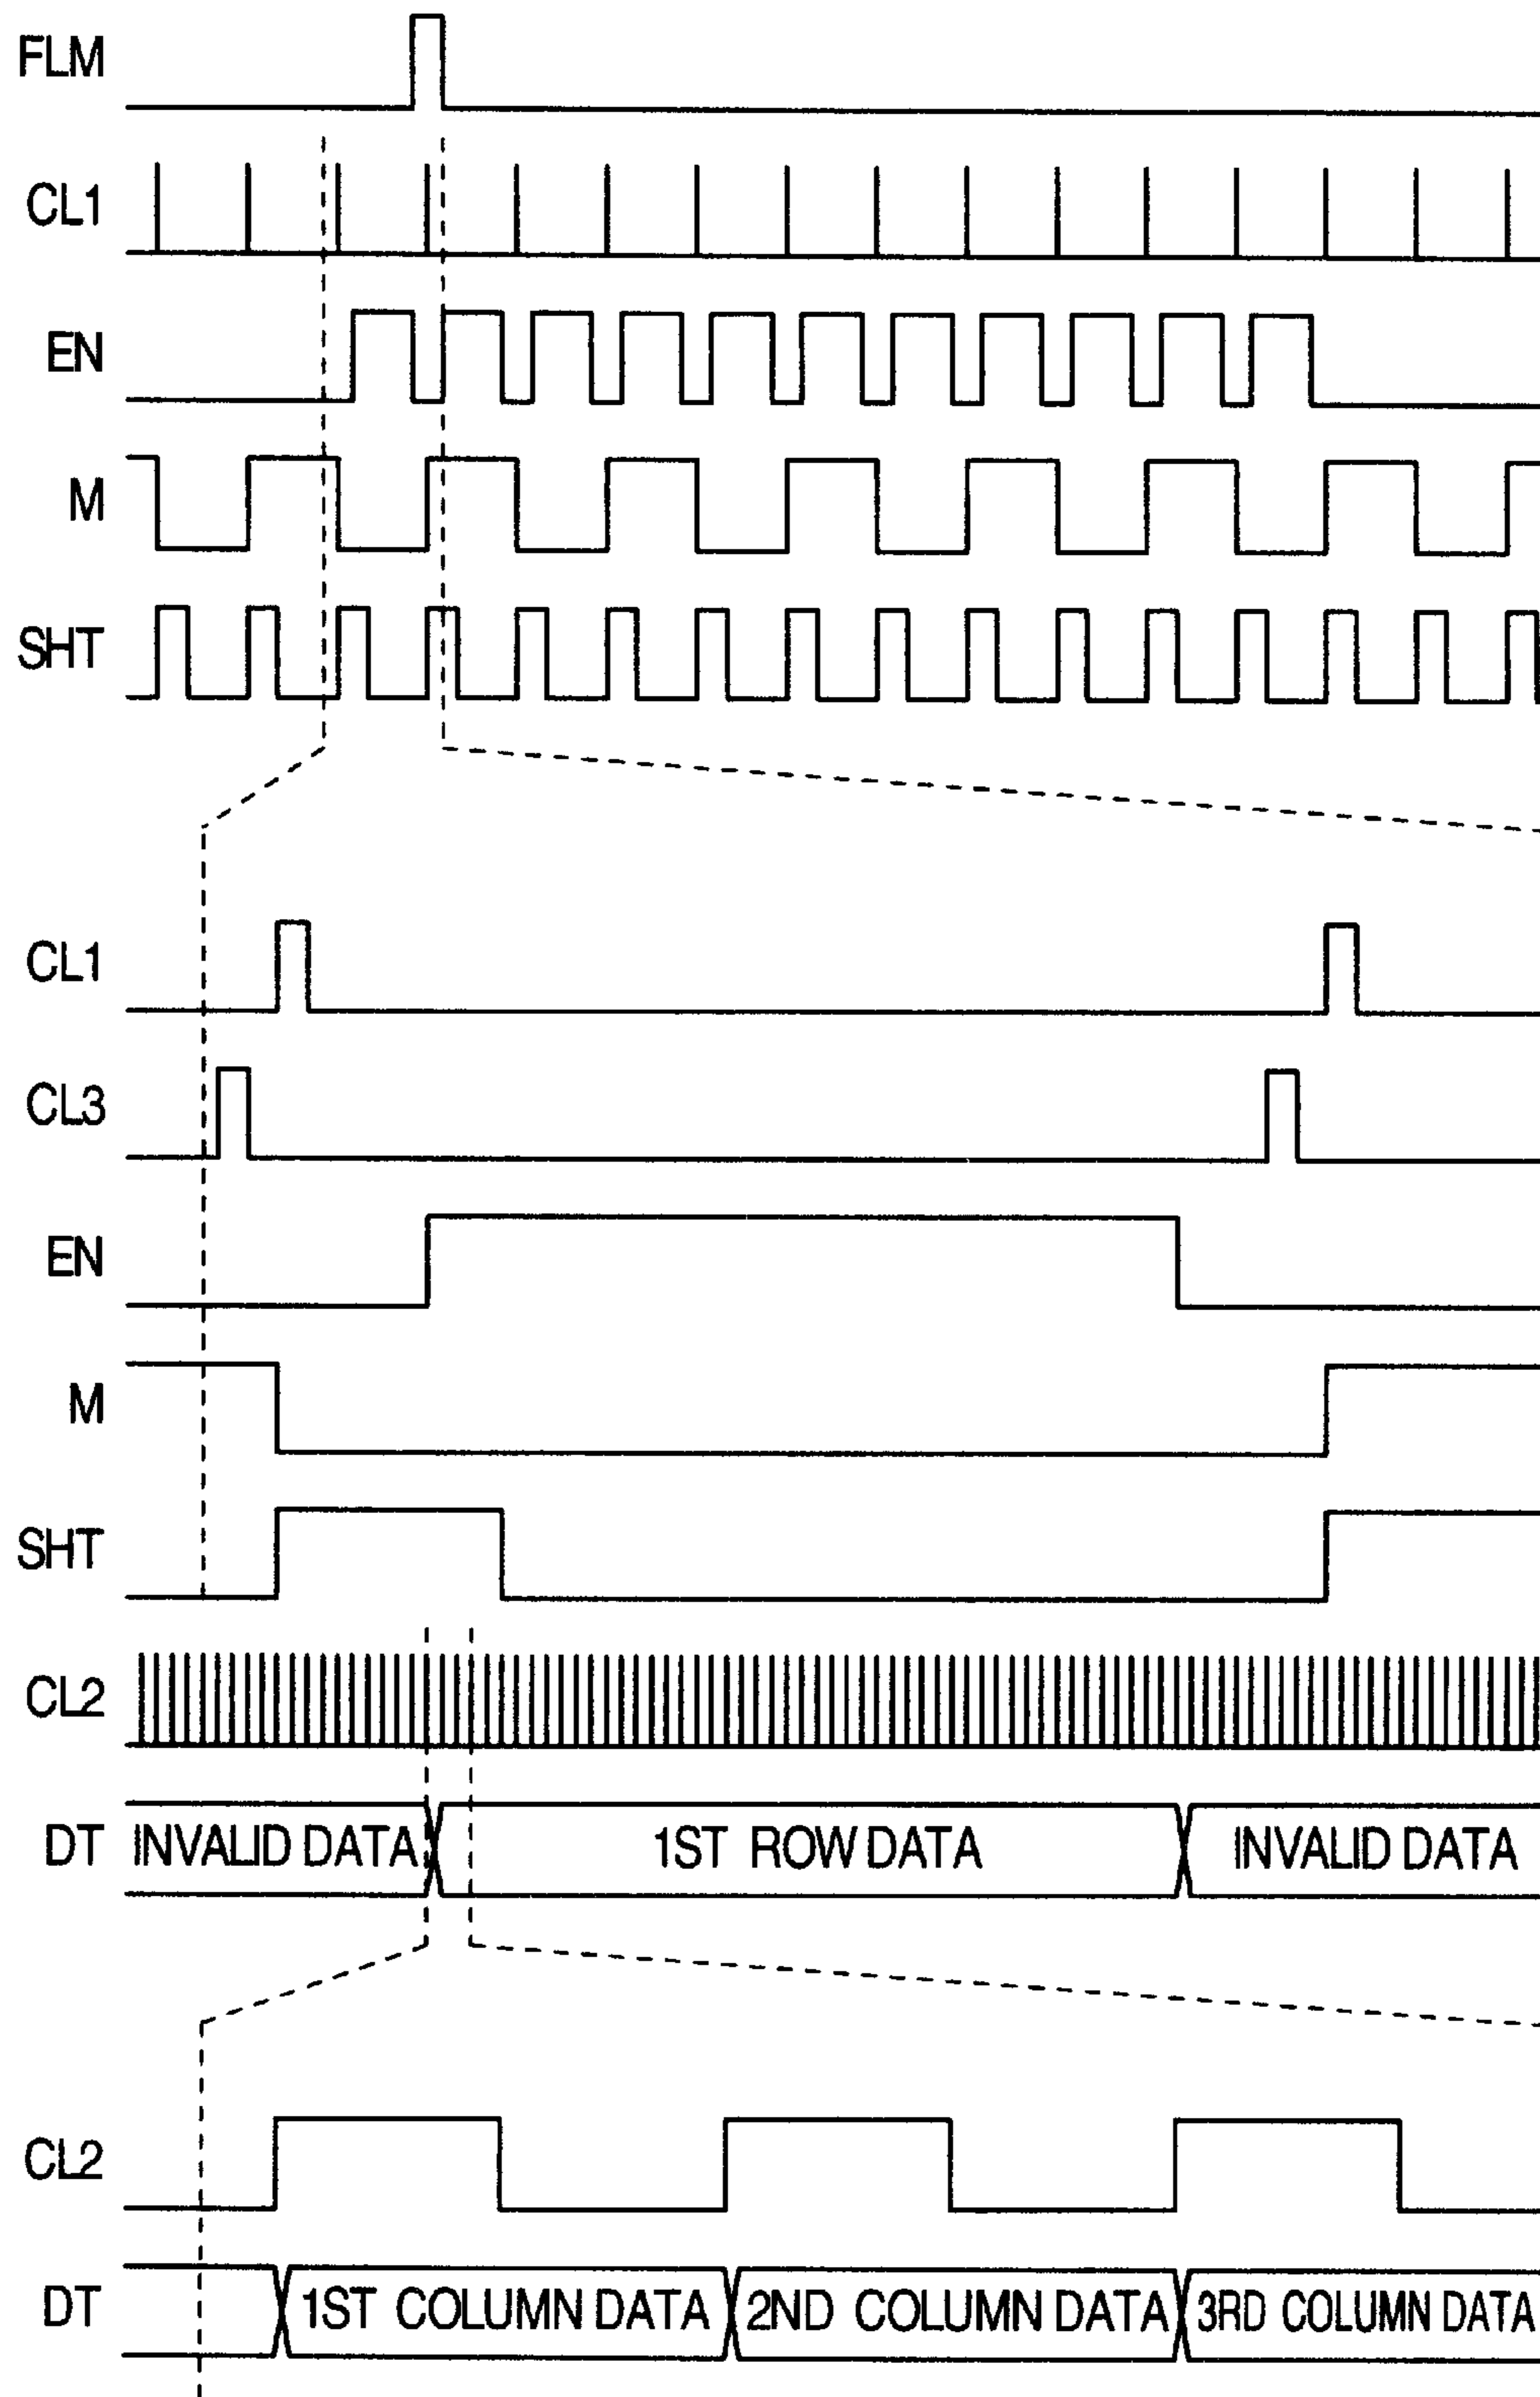 FLM
CL1
EN
M
SHT
CL1
CL3
EN
M
SHT
CL2
DT INVALID DATA 1ST ROW DATA INVALID DATA
CL2
DT 1ST COLUMN DATA 2ND COLUMN DATA 3RD COLUMN DATA